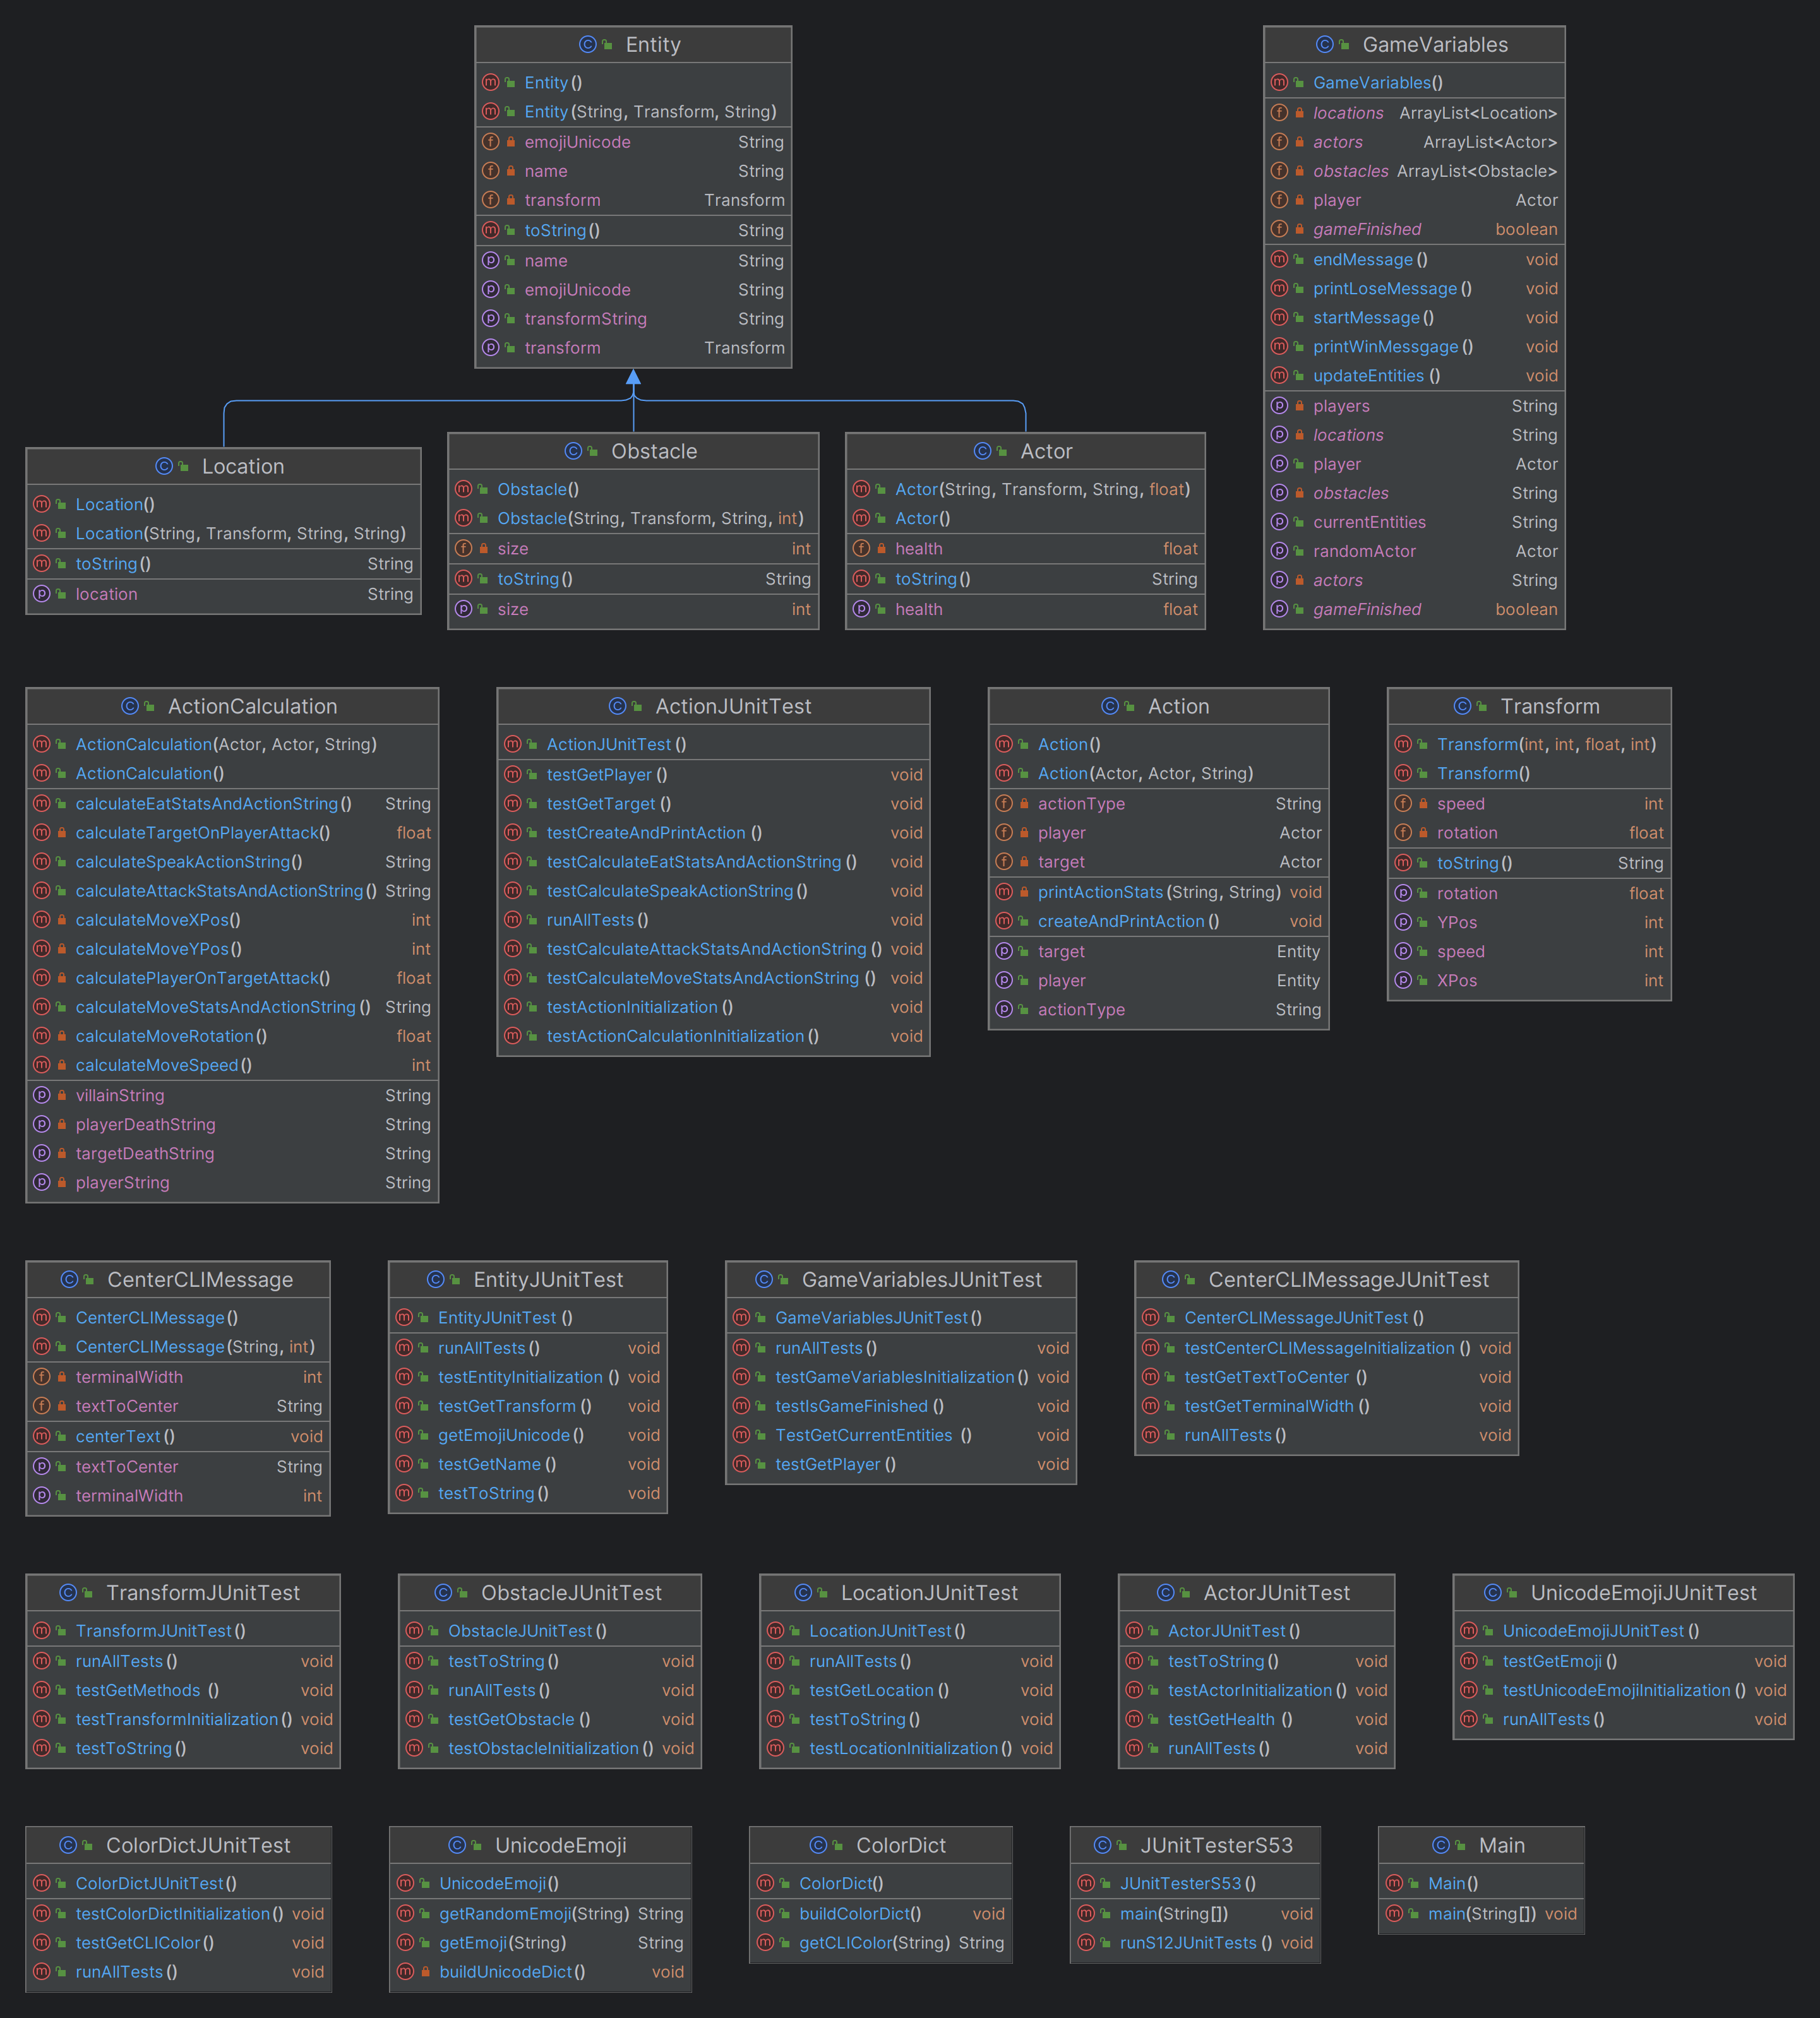 Entity
Entity()
Entity(String, Transform, String)
emojiUnicode String
name String
transform Transform
toString() String
name String
emojiUnicode String
transformString String
transform Transform
GameVariables
GameVariables()
locations ArrayList<Location>
actors ArrayList<Actor>
obstacles ArrayList<Obstacle>
player Actor
gameFinished boolean
endMessage() void
printLoseMessage() void
startMessage() void
printWinMessgage() void
updateEntities() void
players String
locations String
player Actor
obstacles String
currentEntities String
randomActor Actor
actors String
gameFinished boolean
Location
Location()
Location(String, Transform, String, String)
toString() String
location String
Obstacle
Obstacle()
Obstacle(String, Transform, String, int)
size int
toString() String
size int
Actor
Actor(String, Transform, String, float)
Actor()
health float
toString() String
health float
ActionCalculation
ActionCalculation(Actor, Actor, String)
ActionCalculation()
calculateEatStatsAndActionString() String
calculateTargetOnPlayerAttack() float
calculateSpeakActionString() String
calculateAttackStatsAndActionString() String
calculateMoveXPos() int
calculateMoveYPos() int
calculatePlayerOnTargetAttack() float
calculateMoveStatsAndActionString() String
calculateMoveRotation() float
calculateMoveSpeed() int
villainString String
playerDeathString String
targetDeathString String
playerString String
ActionJUnitTest
ActionJUnitTest()
testGetPlayer() void
testGetTarget() void
testCreateAndPrintAction() void
testCalculateEatStatsAndActionString() void
testCalculateSpeakActionString() void
runAllTests() void
testCalculateAttackStatsAndActionString() void
testCalculateMoveStatsAndActionString() void
testActionInitialization() void
testActionCalculationInitialization() void
Action
Action()
Action(Actor, Actor, String)
actionType String
player Actor
target Actor
printActionStats(String, String) void
createAndPrintAction() void
target Entity
player Entity
actionType String
Transform
Transform(int, int, float, int)
Transform()
speed int
rotation float
toString() String
rotation float
YPos int
speed int
XPos int
CenterCLIMessage
CenterCLIMessage()
CenterCLIMessage(String, int)
terminalWidth int
textToCenter String
centerText() void
textToCenter String
terminalWidth int
EntityJUnitTest
EntityJUnitTest()
runAllTests() void
testEntityInitialization() void
testGetTransform() void
getEmojiUnicode() void
testGetName() void
testToString() void
GameVariablesJUnitTest
GameVariablesJUnitTest()
runAllTests() void
testGameVariablesInitialization() void
testIsGameFinished() void
TestGetCurrentEntities() void
testGetPlayer() void
CenterCLIMessageJUnitTest
CenterCLIMessageJUnitTest()
testCenterCLIMessageInitialization() void
testGetTextToCenter() void
testGetTerminalWidth() void
runAllTests() void
TransformJUnitTest
TransformJUnitTest()
runAllTests() void
testGetMethods() void
testTransformInitialization() void
testToString() void
ObstacleJUnitTest
ObstacleJUnitTest()
testToString() void
runAllTests() void
testGetObstacle() void
testObstacleInitialization() void
LocationJUnitTest
LocationJUnitTest()
runAllTests() void
testGetLocation() void
testToString() void
testLocationInitialization() void
ActorJUnitTest
ActorJUnitTest()
testToString() void
testActorInitialization() void
testGetHealth() void
runAllTests() void
UnicodeEmojiJUnitTest
UnicodeEmojiJUnitTest()
testGetEmoji() void
testUnicodeEmojiInitialization() void
runAllTests() void
ColorDictJUnitTest
ColorDictJUnitTest()
testColorDictInitialization() void
testGetCLIColor() void
runAllTests() void
UnicodeEmoji
UnicodeEmoji()
getRandomEmoji(String) String
getEmoji(String) String
buildUnicodeDict() void
ColorDict
ColorDict()
buildColorDict() void
getCLIColor(String) String
JUnitTesterS53
JUnitTesterS53()
main(String[]) void
runS12JUnitTests() void
Main
Main()
main(String[]) void